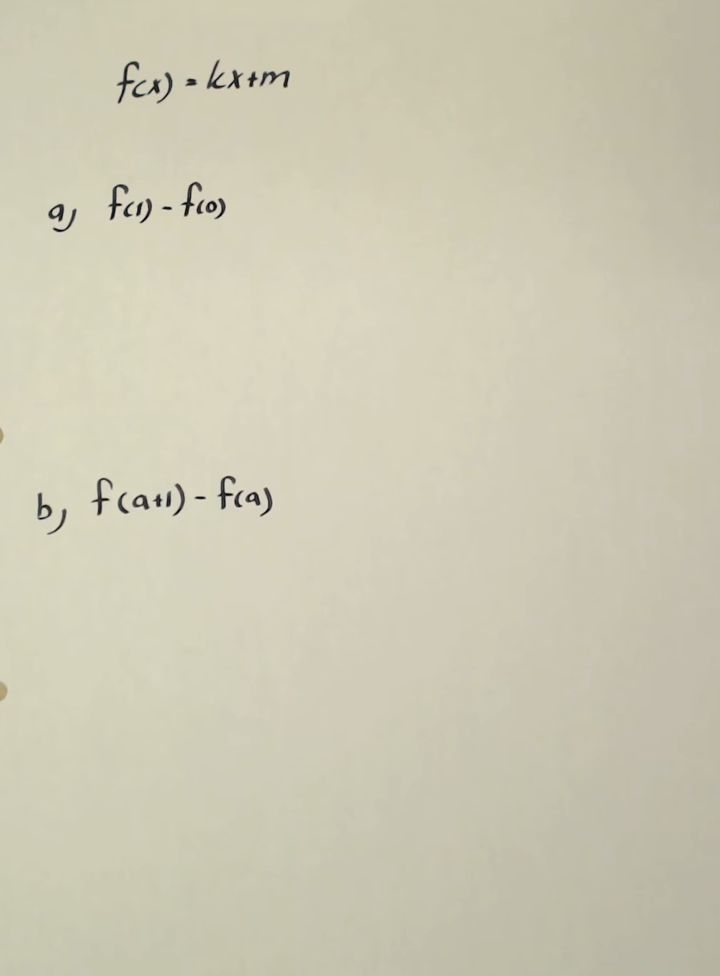 f(x) = kx+m
a) f(1) - f(0)
b) f(a+1) - f(a)